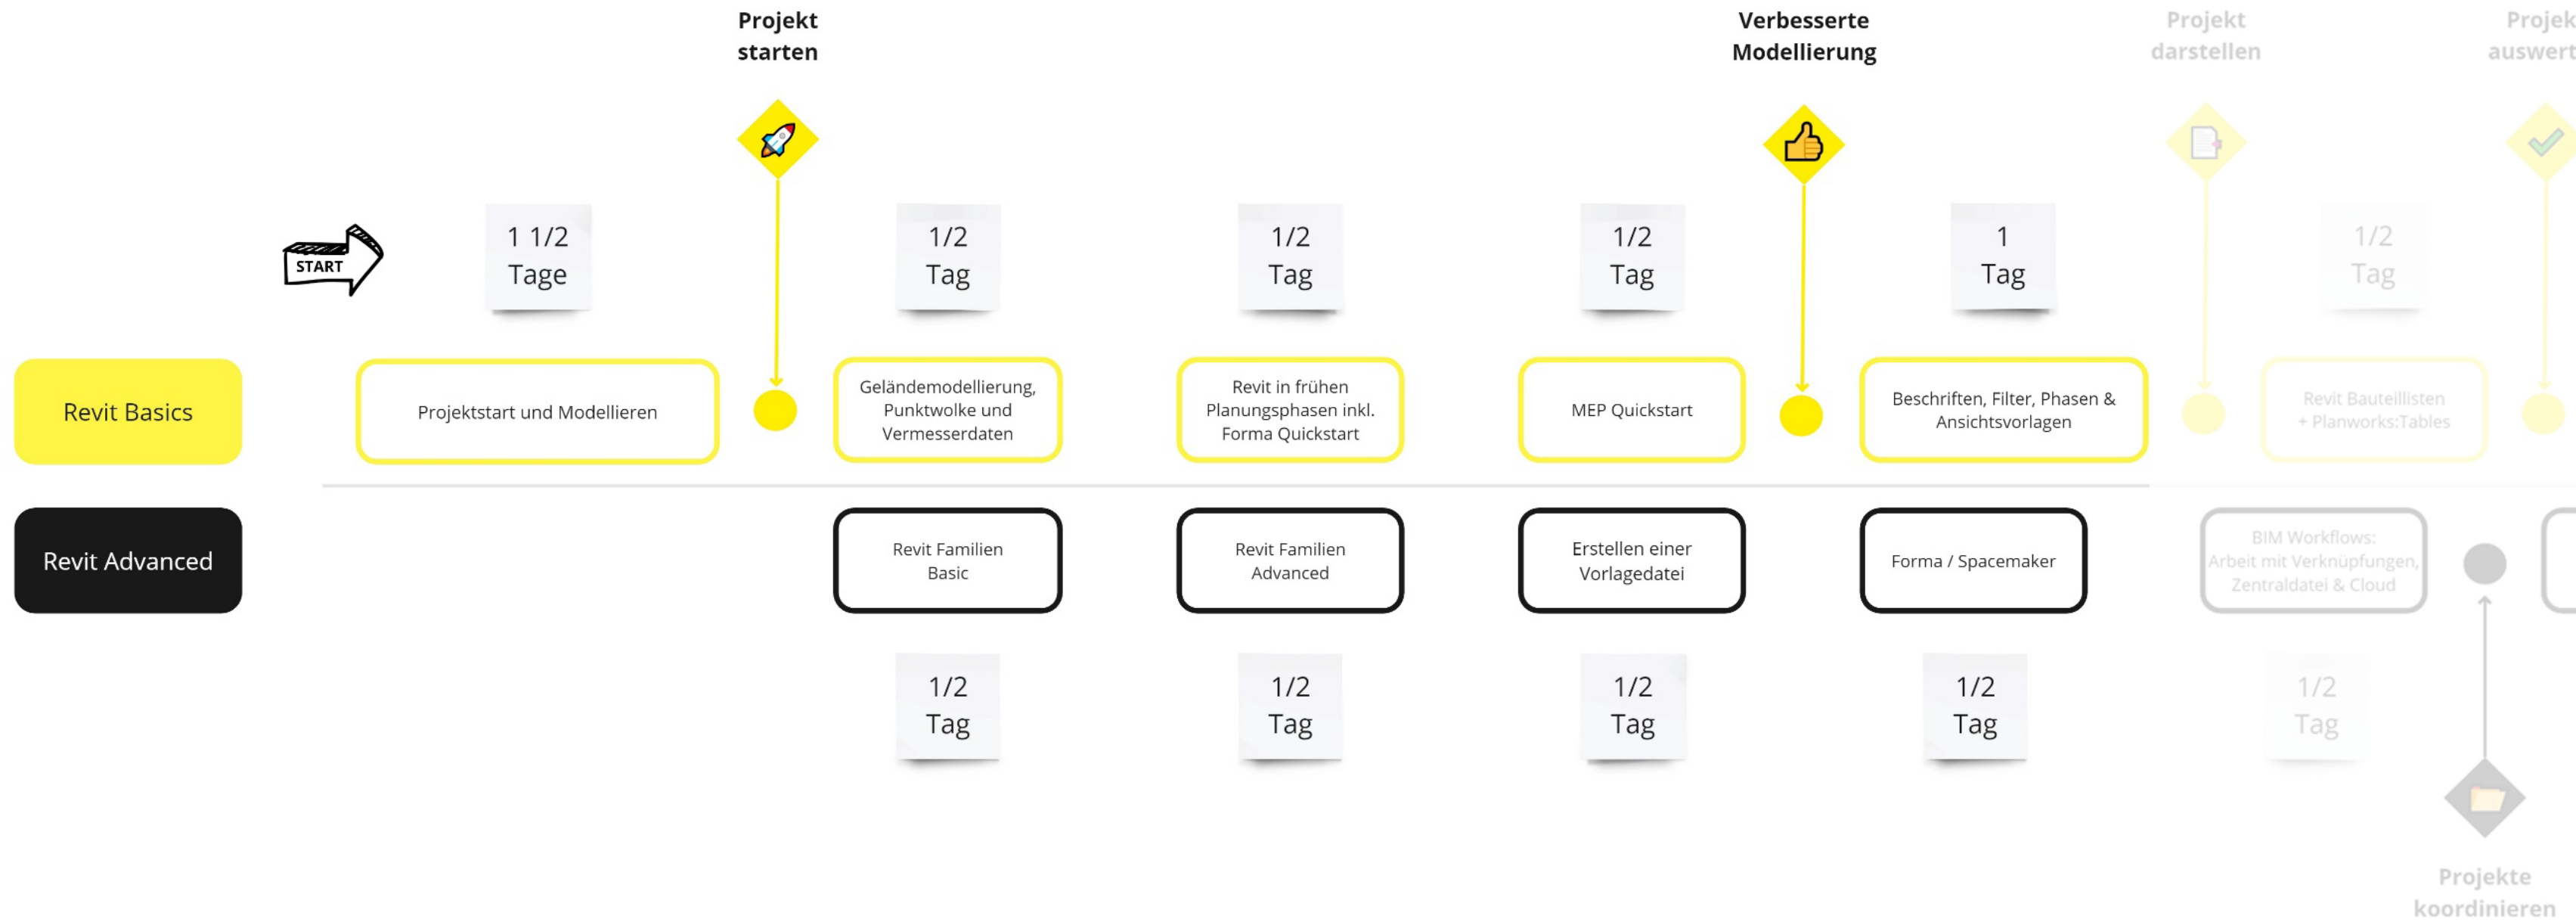 Projekt
starten
Verbesserte
Modellierung
Projekt
darstellen
Projek
auswert
START
1 1/2
Tage
1/2
Tag
1/2
Tag
1/2
Tag
1
Tag
1/2
Tag
Revit Basics
Projektstart und Modellieren
Geländemodellierung,
Punktwolke und
Vermesserdaten
Revit in frühen
Planungsphasen inkl.
Forma Quickstart
MEP Quickstart
Beschriften, Filter, Phasen &
Ansichtsvorlagen
Revit Bauteillisten
+ Planworks:Tables
Revit Advanced
Revit Familien
Basic
Revit Familien
Advanced
Erstellen einer
Vorlagedatei
Forma / Spacemaker
BIM Workflows:
Arbeit mit Verknüpfungen,
Zentraldatei & Cloud
1/2
Tag
1/2
Tag
1/2
Tag
1/2
Tag
1/2
Tag
Projekte
koordinieren